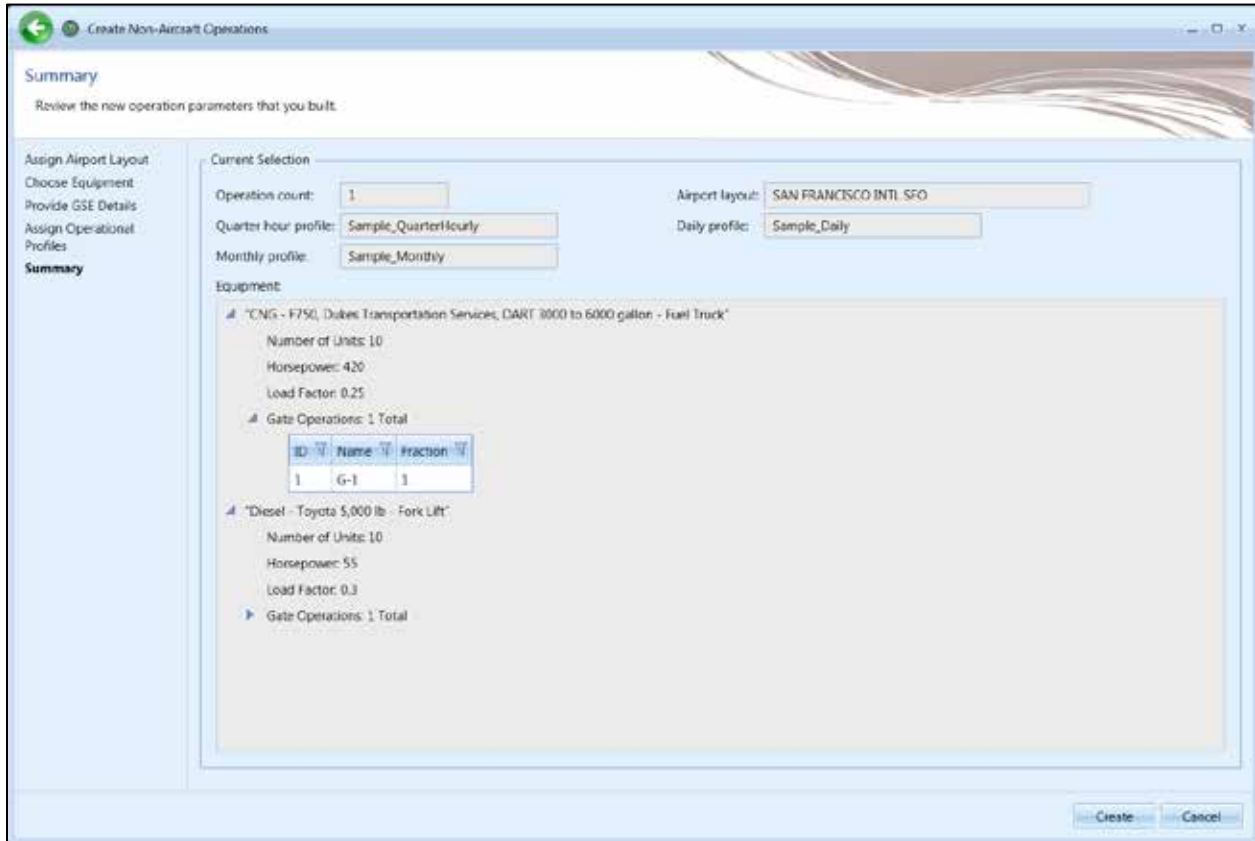 Create Non-Aircraft Operations
Summary
Review the new operation parameters that you built.
Assign Airport Layout
Choose Equipment
Provide GSE Details
Assign Operational
Profiles
Summary
Current Selection
Operation count: 1 Airport layout: SAN FRANCISCO INTL SFO
Quarter hour profile: Sample_QuarterHourly Daily profile: Sample_Daily
Monthly profile: Sample_Monthly
Equipment:
"CNG - F750, Dukes Transportation Services, DART 3000 to 6000 gallon - Fuel Truck"
Number of Units: 10
Horsepower: 420
Load Factor: 0.25
Gate Operations: 1 Total
ID Name Fraction
1 G-1 1
"Diesel - Toyota 5,000 lb - Fork Lift"
Number of Units: 10
Horsepower: 55
Load Factor: 0.3
Gate Operations: 1 Total
Create Cancel